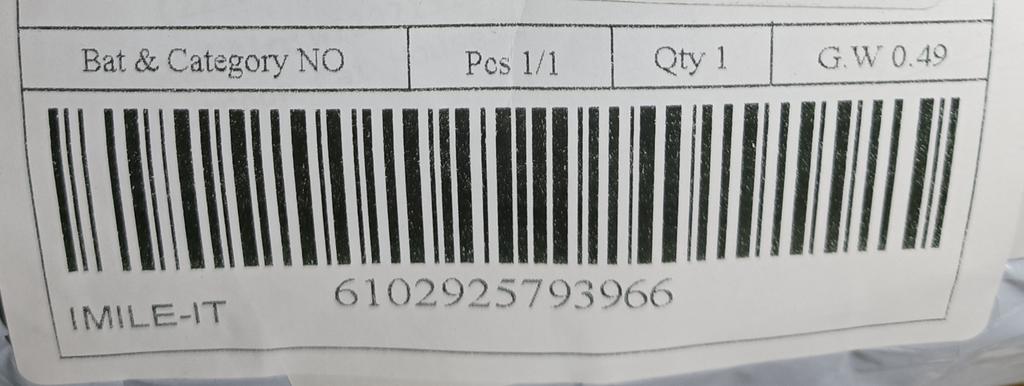 Bat & Category NO Pcs 1/1 Qty 1 G.W 0.49
6102925793966
IMILE-IT